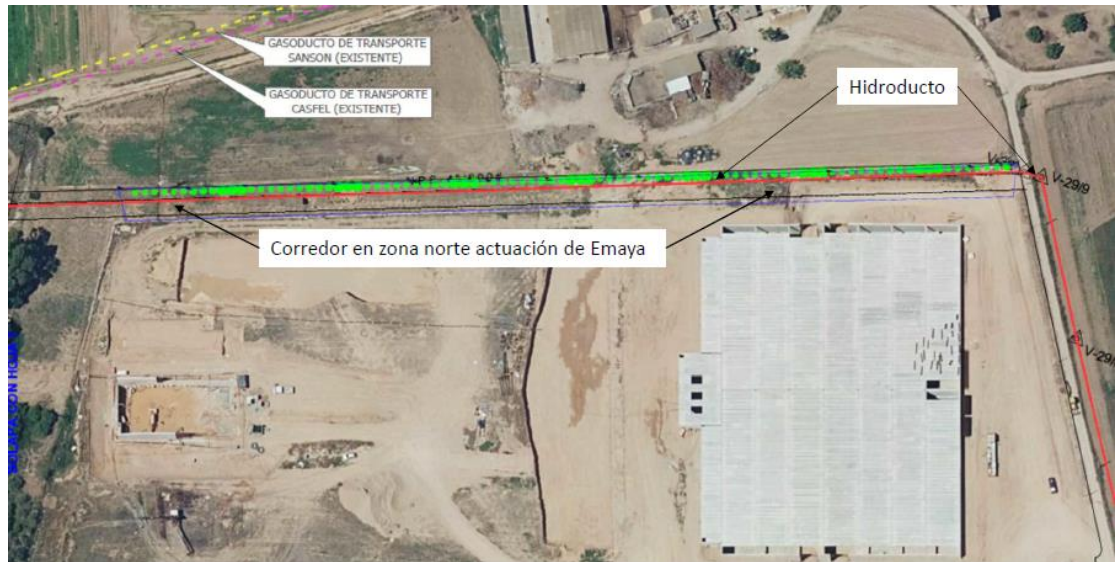 GASODUCTO DE TRANSPORTE
SANSON (EXISTENTE)
GASODUCTO DE TRANSPORTE
CASFEL (EXISTENTE)
Hidroducto
V-29/9
Corredor en zona norte actuación de Emaya